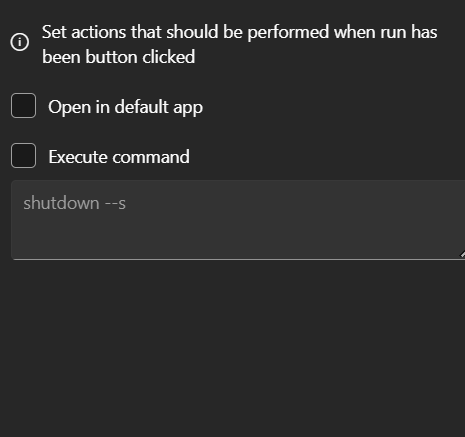 Set actions that should be performed when run has
been button clicked
Open in default app
Execute command
shutdown --s